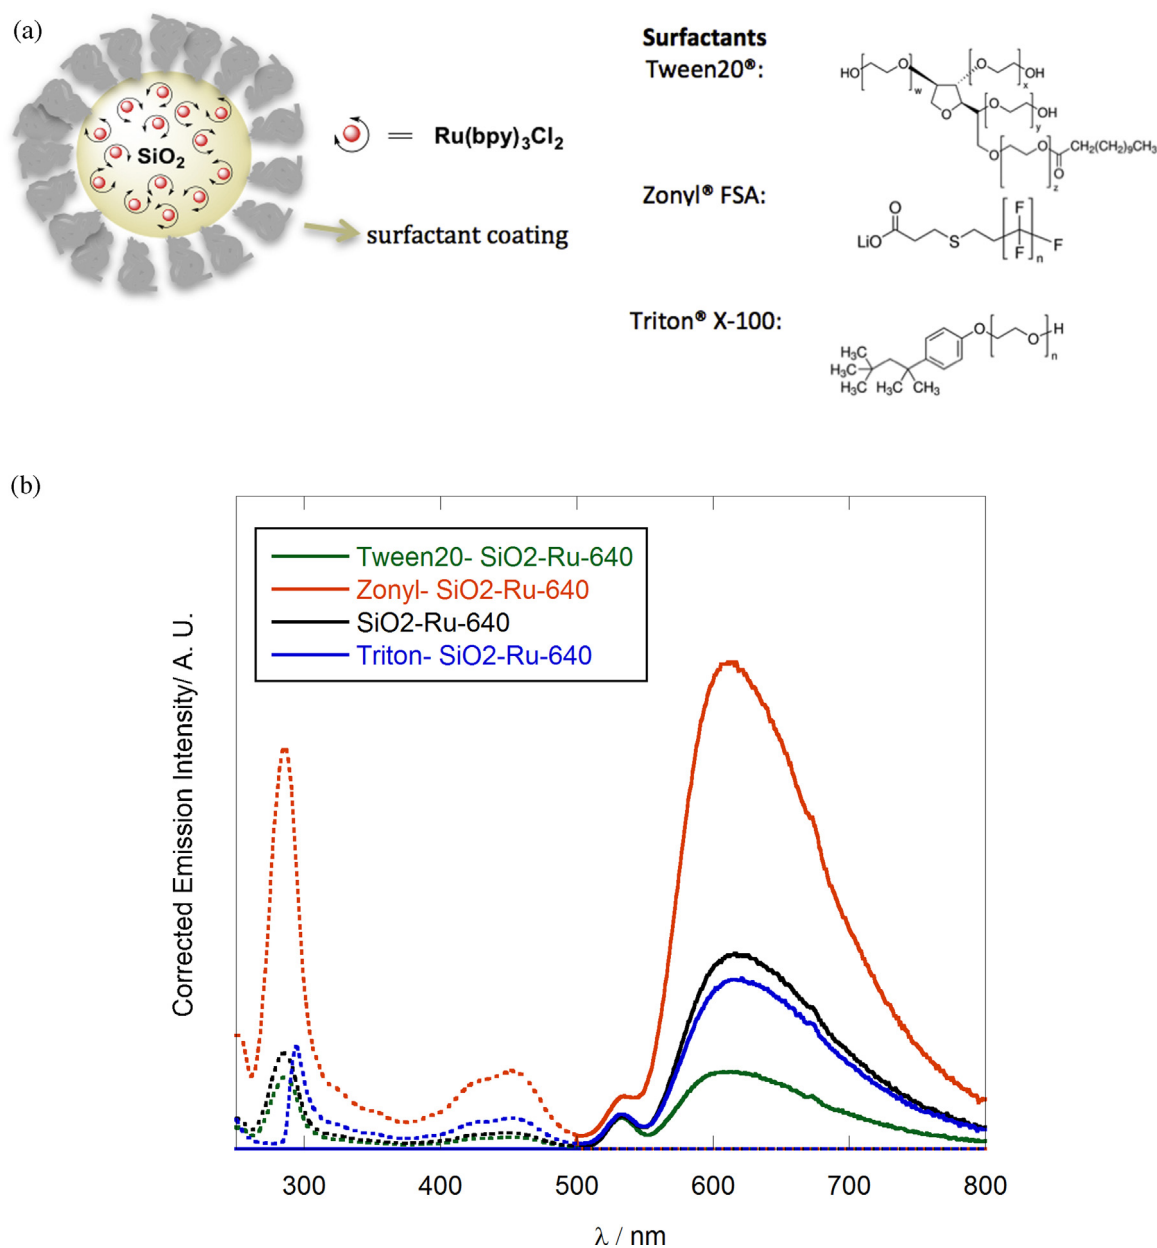 (a)
SiO2
= Ru(bpy)3Cl2
surfactant coating
Surfactants
Tween20®:
HO O w O O x OH
O O y OH
O O z O CH2(CH2)9CH3
O
Zonyl® FSA:
O
LiO S F F F n
Triton® X-100:
O O H n
H3C
H3C
H3C H3C CH3
(b)
Corrected Emission Intensity/ A. U.
Tween20- SiO2-Ru-640
Zonyl- SiO2-Ru-640
SiO2-Ru-640
Triton- SiO2-Ru-640
300 400 500 600 700 800
λ / nm